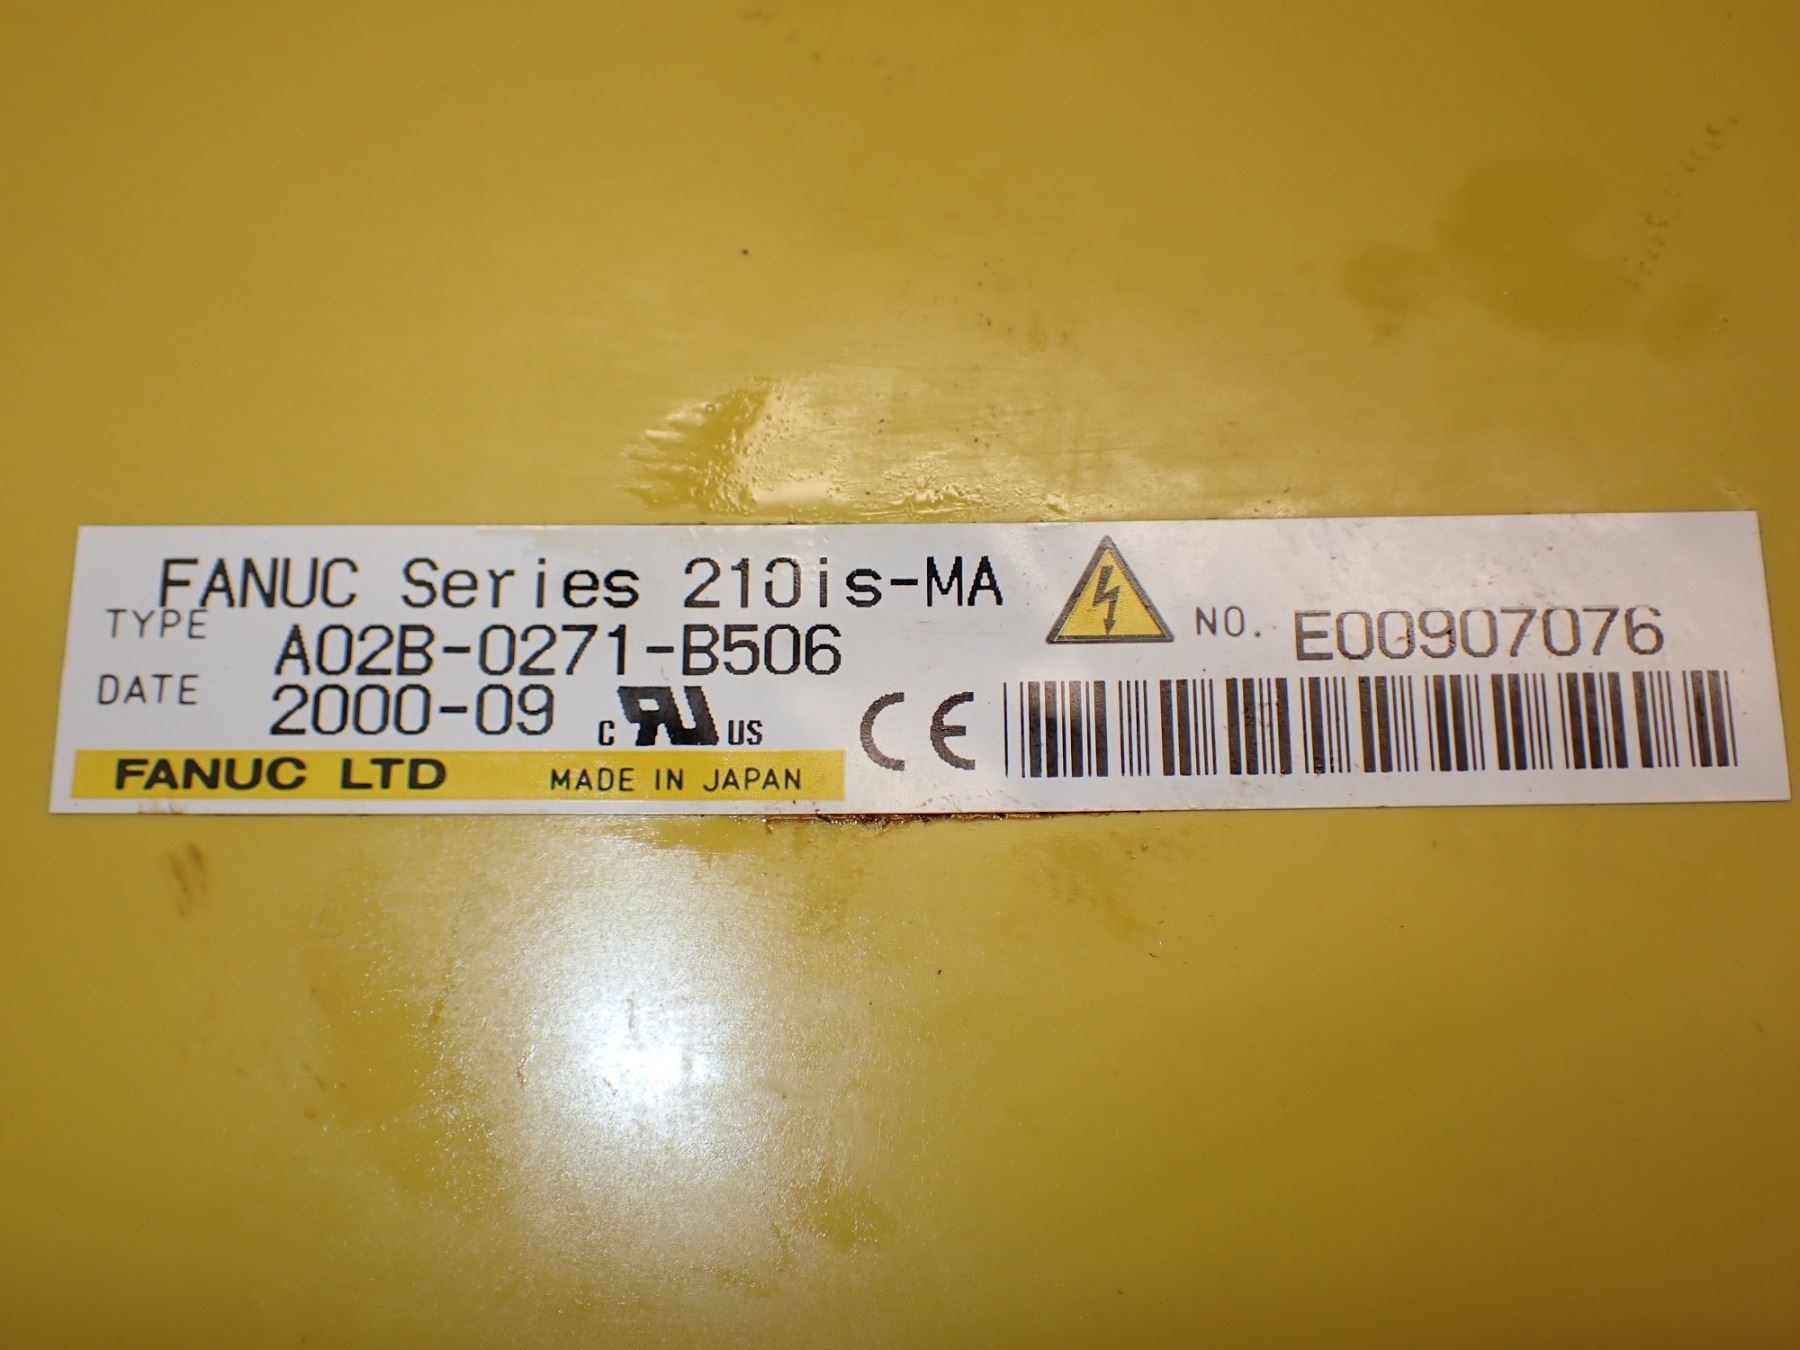 FANUC Series 210is-MA
TYPE A02B-0271-B506
DATE 2000-09
c RU US
FANUC LTD MADE IN JAPAN
CE
NO. E00907076